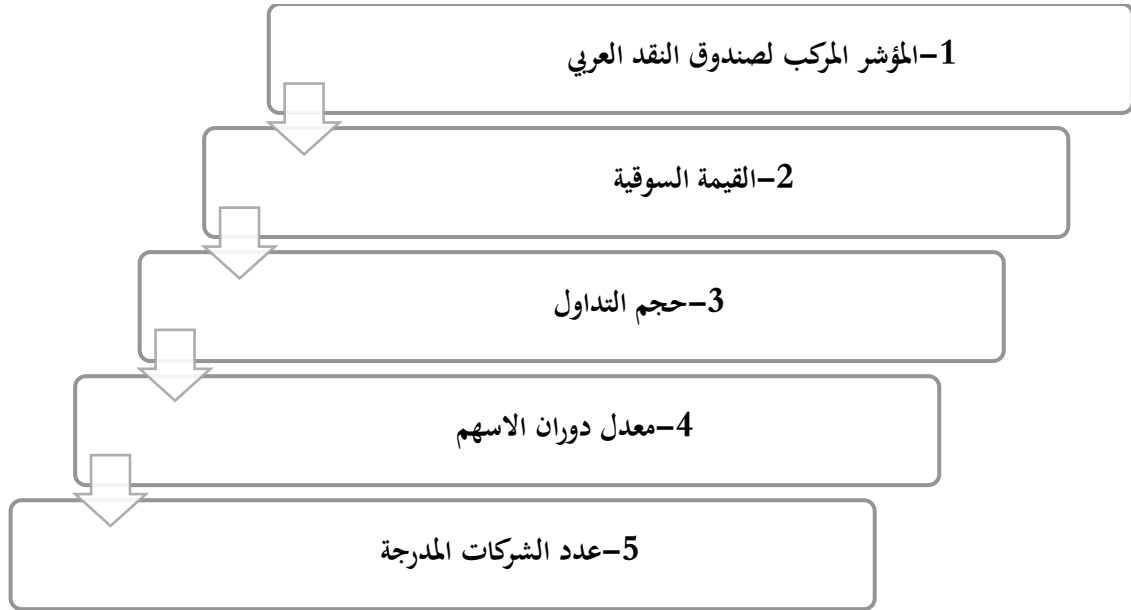 1-المؤشر المركب لصندوق النقد العربي
2-القيمة السوقية
3-حجم التداول
4-معدل دوران الاسهم
5-عدد الشركات المدرجة